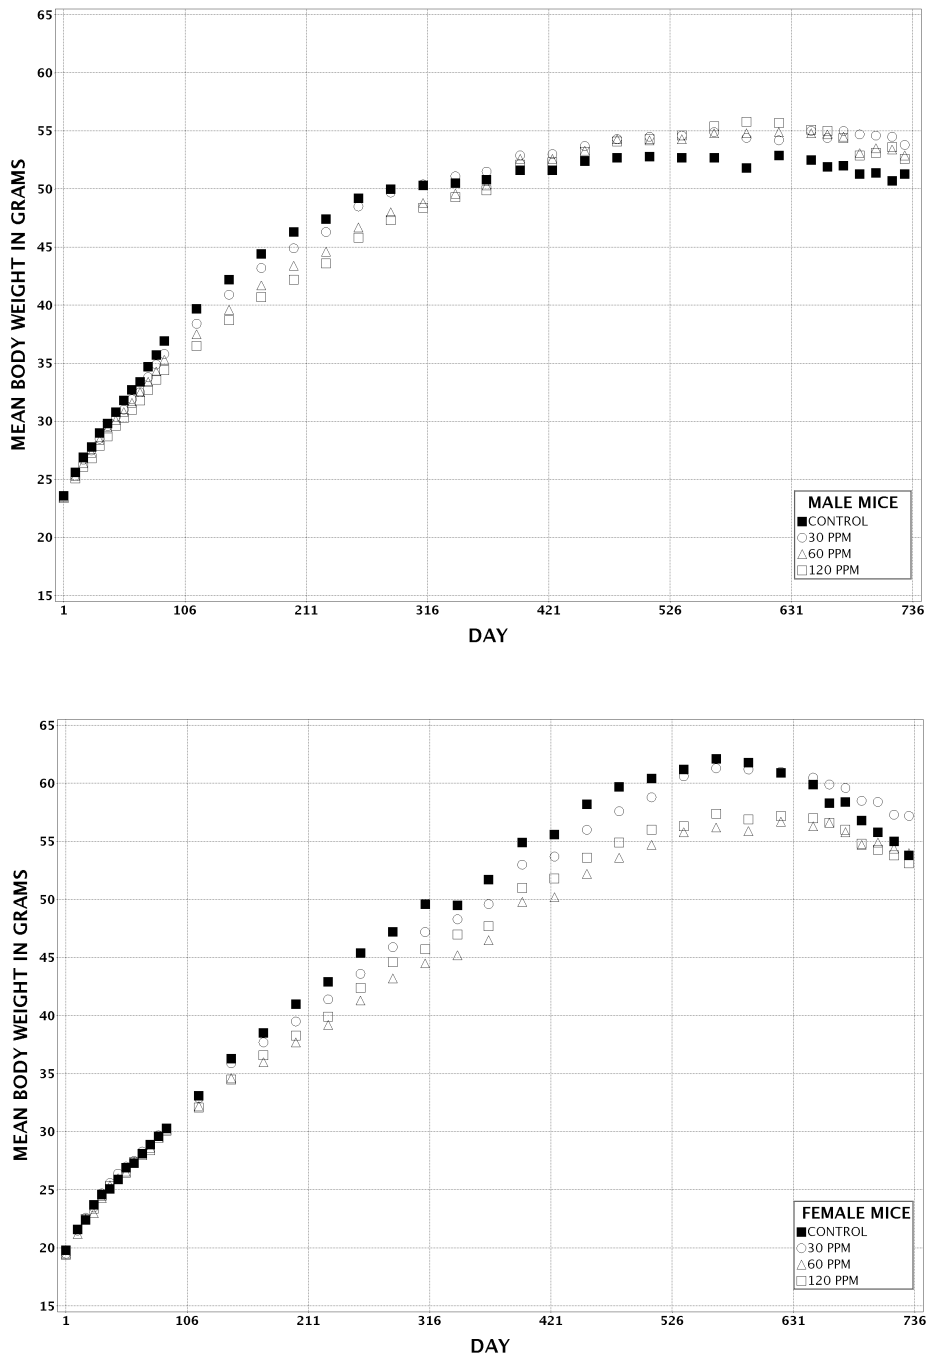 65
60
55
50
45
40
35
30
25
20
15
MEAN BODY WEIGHT IN GRAMS
MALE MICE
CONTROL
30 PPM
60 PPM
120 PPM
1 106 211 316 421 526 631 736
DAY
65
60
55
50
45
40
35
30
25
20
15
MEAN BODY WEIGHT IN GRAMS
FEMALE MICE
CONTROL
30 PPM
60 PPM
120 PPM
1 106 211 316 421 526 631 736
DAY